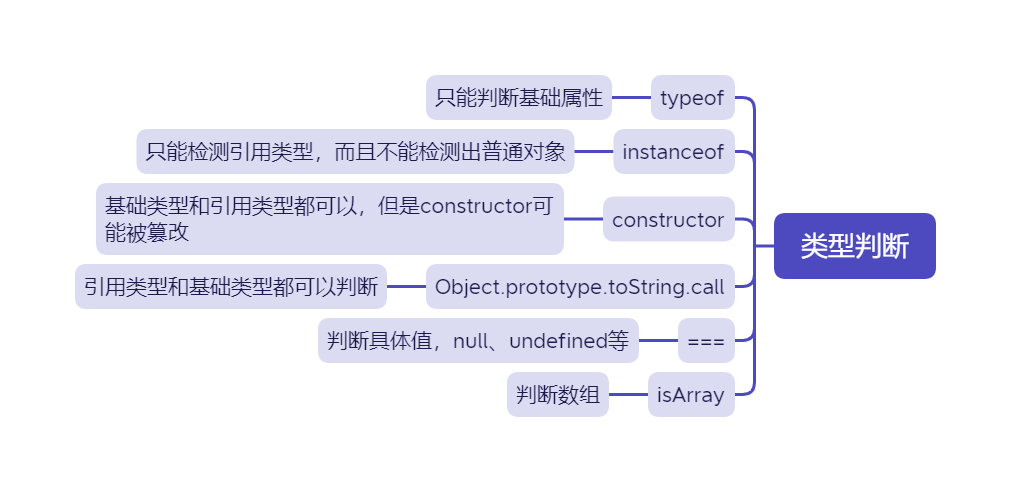 类型判断
typeof
只能判断基础属性
instanceof
只能检测引用类型，而且不能检测出普通对象
constructor
基础类型和引用类型都可以，但是constructor可
能被篡改
Object.prototype.toString.call
引用类型和基础类型都可以判断
===
判断具体值，null、undefined等
isArray
判断数组